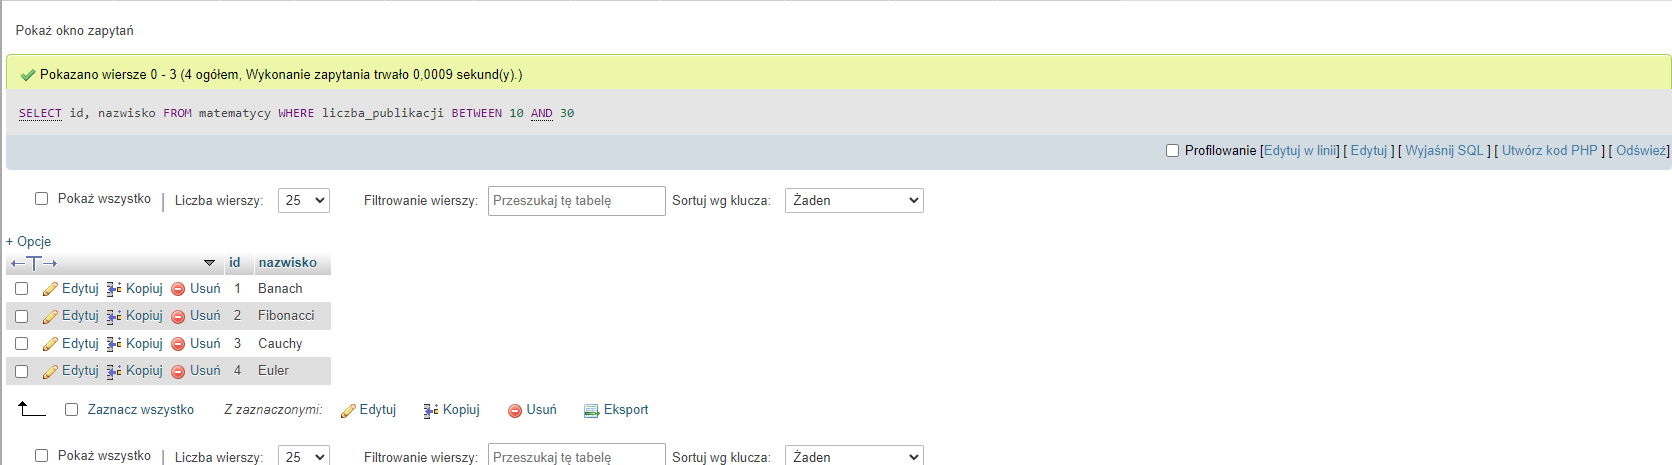 Pokaż okno zapytań
Pokazano wiersze 0 - 3 (4 ogółem, Wykonanie zapytania trwało 0,0009 sekund(y).)
SELECT id, nazwisko FROM matematycy WHERE liczba_publikacji BETWEEN 10 AND 30
Profilowanie [Edytuj w linii] [ Edytuj ] [ Wyjaśnij SQL ] [ Utwórz kod PHP ] [ Odśwież]
Pokaż wszystko | Liczba wierszy: 25 Filtrowanie wierszy: Przeszukaj tę tabelę Sortuj wg klucza: Żaden
+ Opcje
←T→ id nazwisko
Edytuj Kopiuj Usuń 1 Banach
Edytuj Kopiuj Usuń 2 Fibonacci
Edytuj Kopiuj Usuń 3 Cauchy
Edytuj Kopiuj Usuń 4 Euler
Zaznacz wszystko Z zaznaczonymi: Edytuj Kopiuj Usuń Eksport
Pokaż wszystko | Liczba wierszy: 25 Filtrowanie wierszy: Przeszukaj tę tabelę Sortuj wg klucza: Żaden